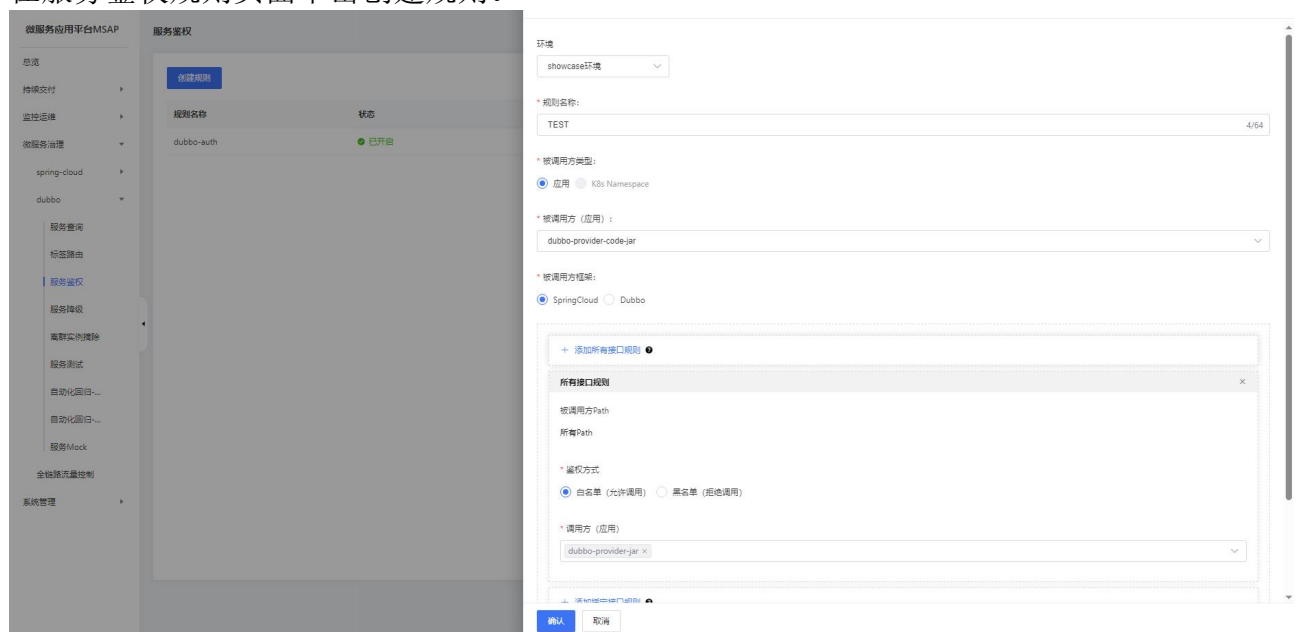 微服务应用平台MSAP
服务鉴权
总览
持续交付
监控运维
微服务治理
spring-cloud
dubbo
服务查询
标签路由
服务鉴权
服务降级
离群实例摘除
服务测试
自动化回归-...
自动化回归-...
服务Mock
全链路流量控制
系统管理
创建规则
规则名称 状态
dubbo-auth 已开启
环境
showcase环境
* 规则名称:
TEST 4/64
* 被调用方类型:
应用 K8s Namespace
* 被调用方（应用）:
dubbo-provider-code-jar
* 被调用方框架:
SpringCloud Dubbo
+ 添加所有接口规则
所有接口规则 ×
被调用方Path
所有Path
* 鉴权方式
白名单（允许调用） 黑名单（拒绝调用）
* 调用方（应用）
dubbo-provider-jar ×
确认 取消